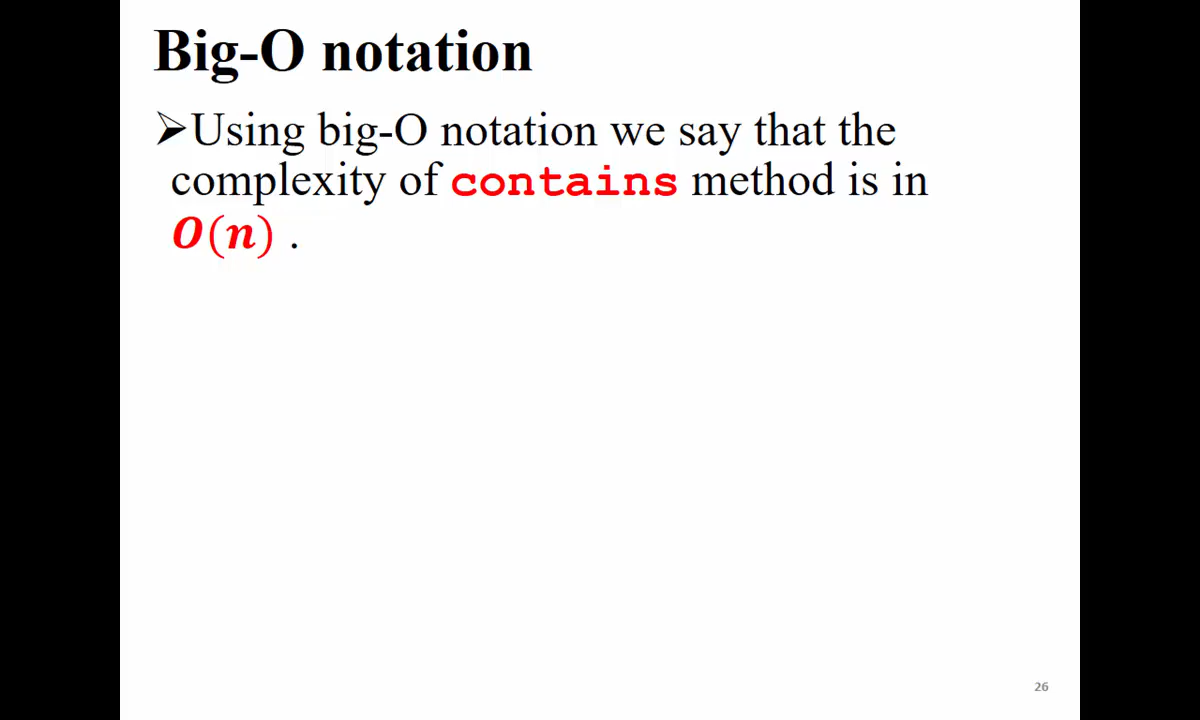 Big-O notation
➢Using big-O notation we say that the
complexity of contains method is in
O(n) .
26